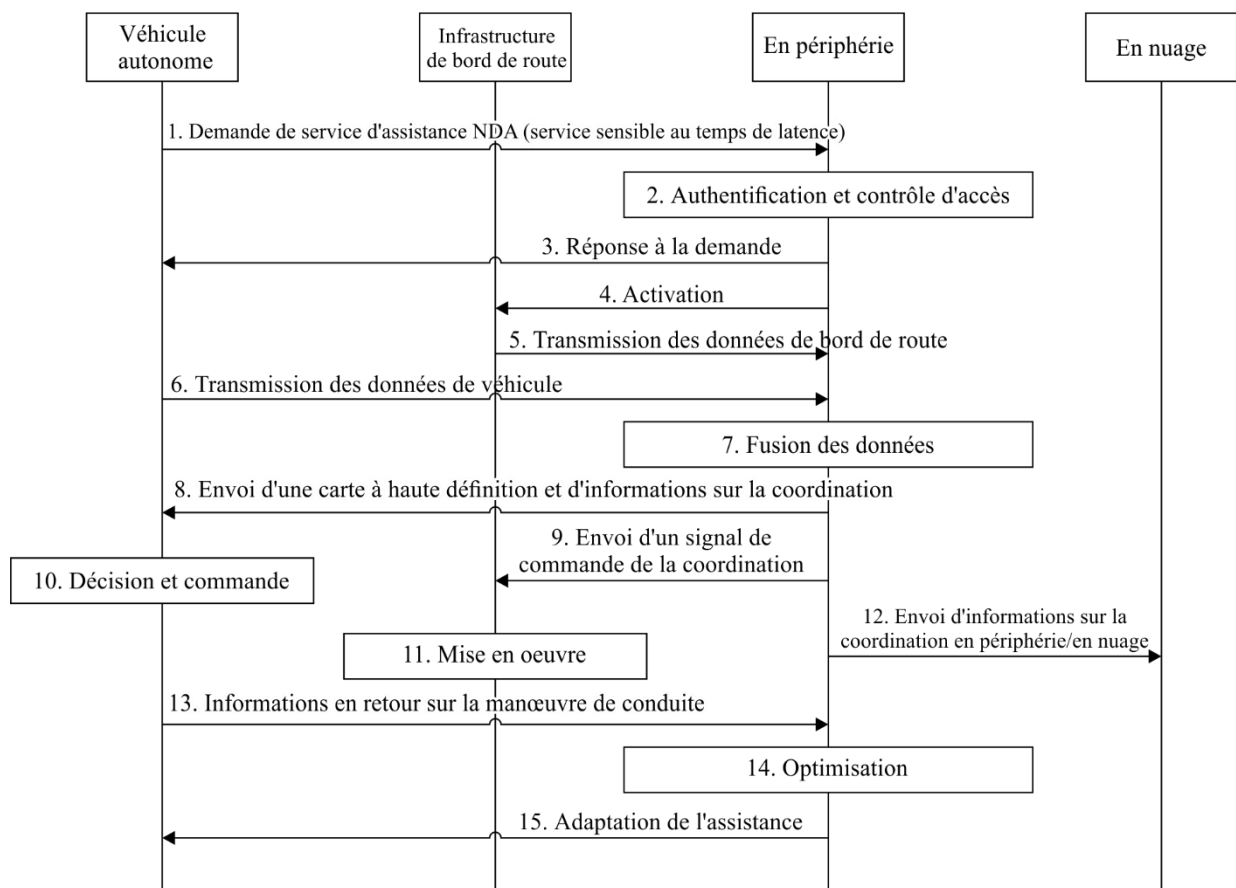 Véhicule
autonome
Infrastructure
de bord de route
En périphérie
En nuage
1. Demande de service d'assistance NDA (service sensible au temps de latence)
2. Authentification et contrôle d'accès
3. Réponse à la demande
4. Activation
5. Transmission des données de bord de route
6. Transmission des données de véhicule
7. Fusion des données
8. Envoi d'une carte à haute définition et d'informations sur la coordination
9. Envoi d'un signal de
commande de la coordination
10. Décision et commande
11. Mise en oeuvre
12. Envoi d'informations sur la
coordination en périphérie/en nuage
13. Informations en retour sur la manœuvre de conduite
14. Optimisation
15. Adaptation de l'assistance